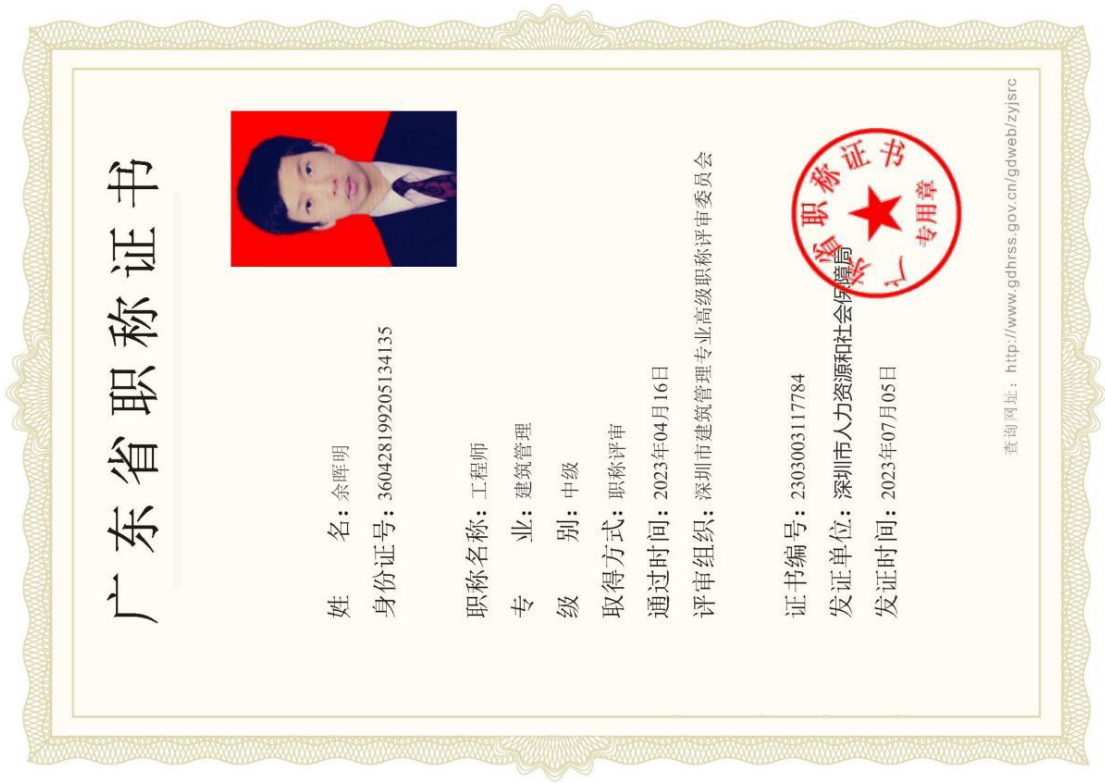 广东省职称证书
姓名：余晖明
身份证号：360428199205134135
职称名称：工程师
专业：建筑管理
级别：中级
取得方式：职称评审
通过时间：2023年04月16日
评审组织：深圳市建筑管理专业高级职称评审委员会
证书编号：2303003117784
发证单位：深圳市人力资源和社会保障局
发证时间：2023年07月05日
广东省职称证书
专用章
查询网址：http://www.gdhrss.gov.cn/gdweb/zyjsrc